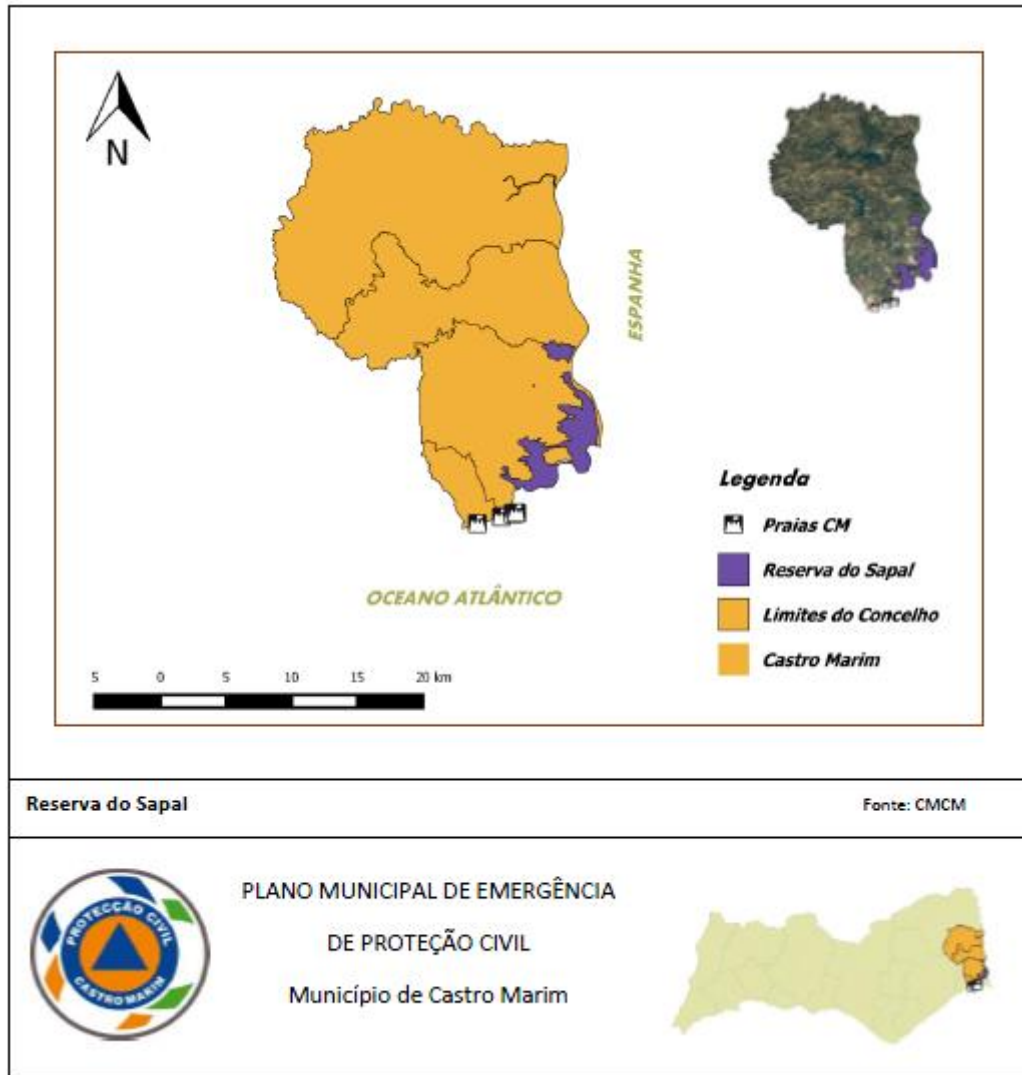 N
ESPANHA
OCEANO ATLÂNTICO
Legenda
Praias CM
Reserva do Sapal
Limites do Concelho
Castro Marim
5 0 5 10 15 20 km
Reserva do Sapal
Fonte: CMCM
PROTECÇÃO CIVIL
CASTRO MARIM
PLANO MUNICIPAL DE EMERGÊNCIA
DE PROTEÇÃO CIVIL
Município de Castro Marim